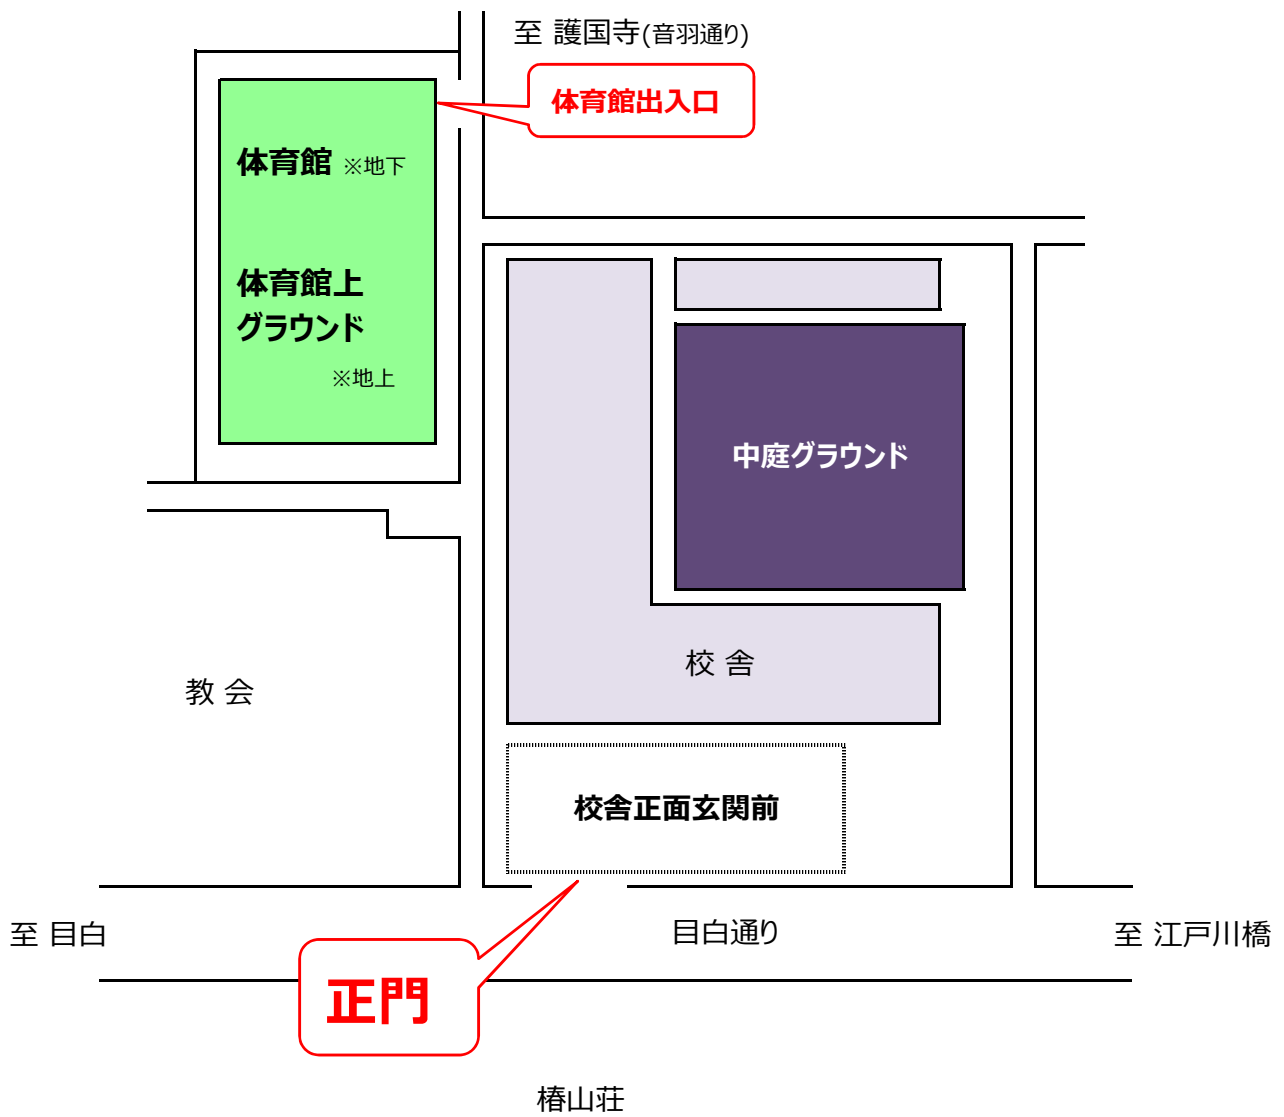 至 護国寺(音羽通り)
体育館出入口
体育館 ※地下
体育館上
グラウンド
※地上
中庭グラウンド
校 舎
教 会
校舎正面玄関前
至 目白
目白通り
至 江戸川橋
正門
椿山荘